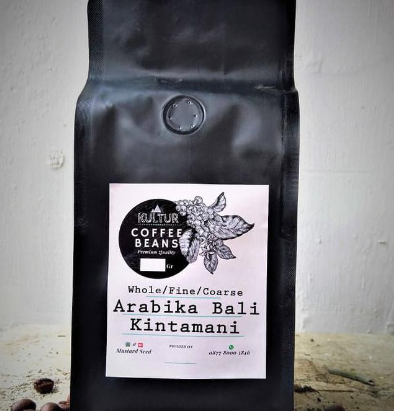 KULTUR
COFFEE
BEANS
Premium Quality
Gr
Whole/Fine/Coarse
Arabika Bali
Kintamani
Mustard Seed
0877 8000 1846